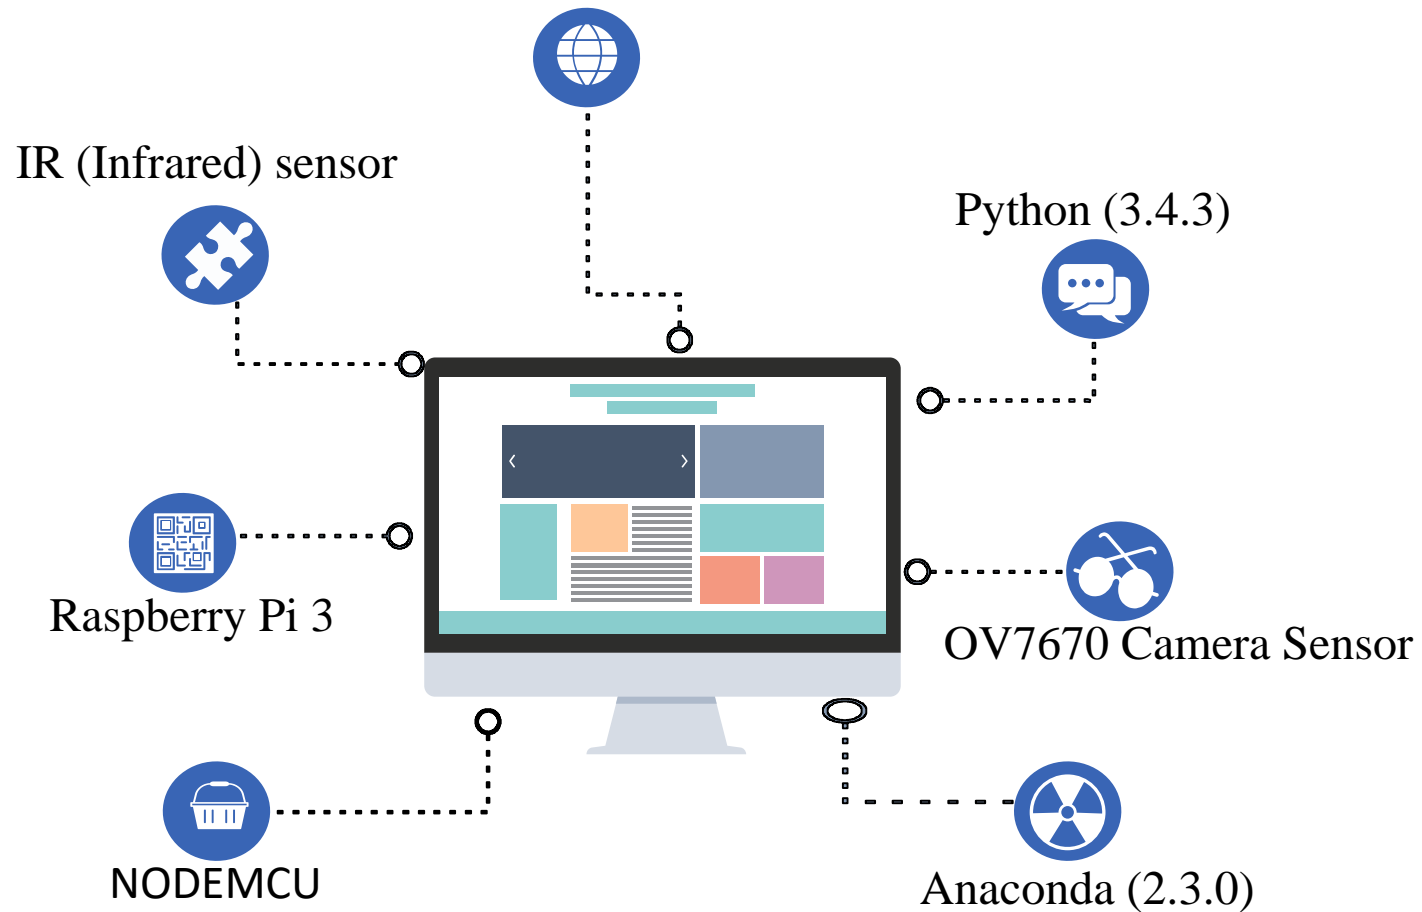 IR (Infrared) sensor
Python (3.4.3)
Raspberry Pi 3
OV7670 Camera Sensor
NODEMCU
Anaconda (2.3.0)